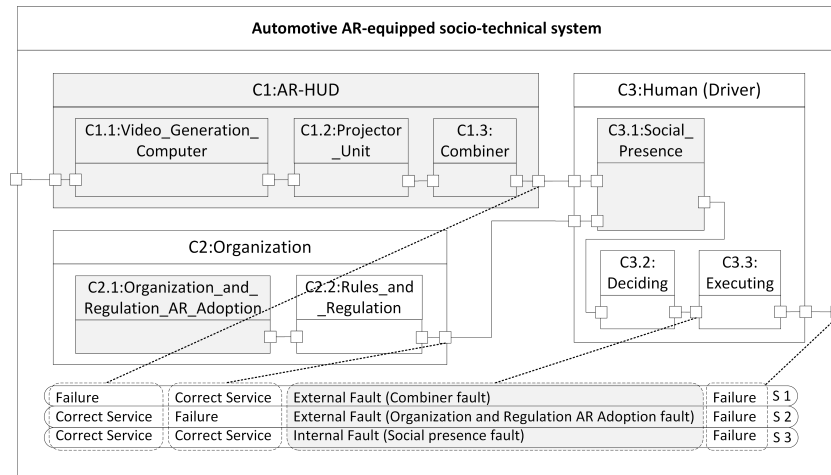 Automotive AR-equipped socio-technical system
C1:AR-HUD
C1.1:Video_Generation_
Computer
C1.2:Projector
_Unit
C1.3:
Combiner
C3:Human (Driver)
C3.1:Social_
Presence
C2:Organization
C2.1:Organization_and_
Regulation_AR_Adoption
C2.2:Rules_and
_Regulation
C3.2:
Deciding
C3.3:
Executing
Failure Correct Service External Fault (Combiner fault) Failure S 1
Correct Service Failure External Fault (Organization and Regulation AR Adoption fault) Failure S 2
Correct Service Correct Service Internal Fault (Social presence fault) Failure S 3